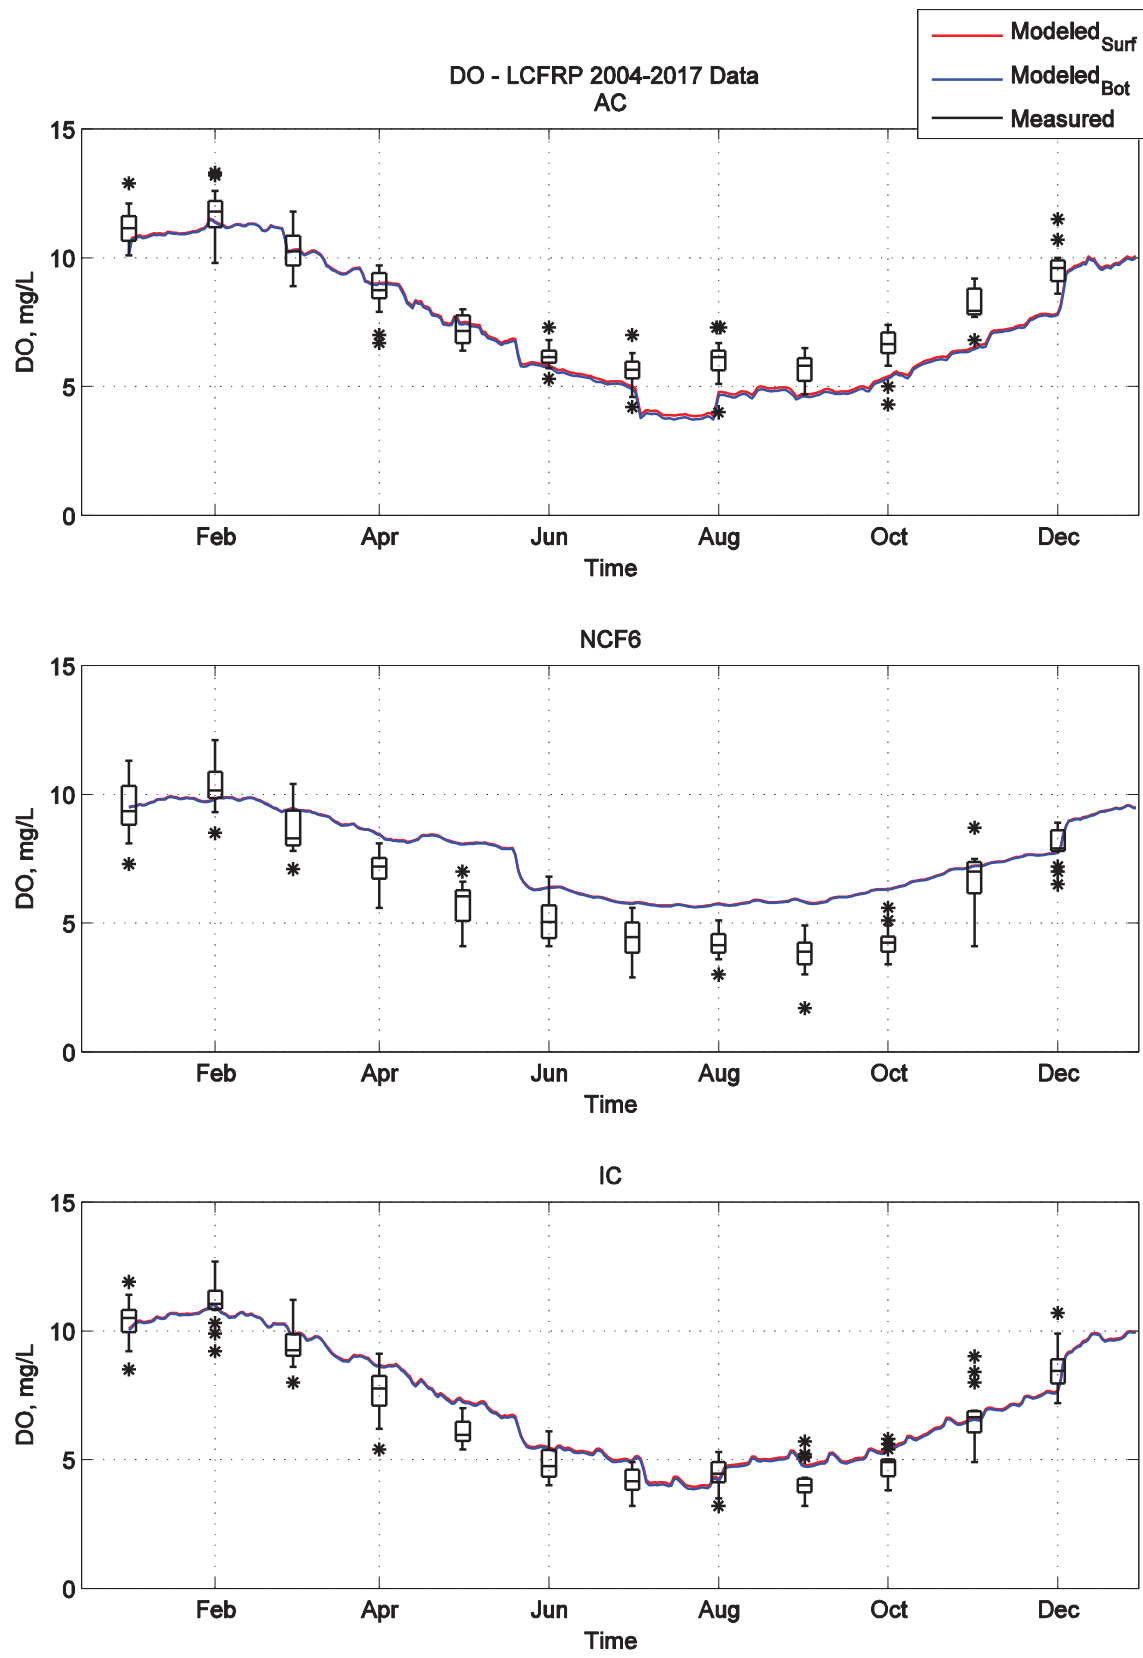 Modeled_Surf
Modeled_Bot
Measured
DO - LCFRP 2004-2017 Data
AC
15
10
5
0
DO, mg/L
Feb Apr Jun Aug Oct Dec
Time
NCF6
15
10
5
0
DO, mg/L
Feb Apr Jun Aug Oct Dec
Time
IC
15
10
5
0
DO, mg/L
Feb Apr Jun Aug Oct Dec
Time